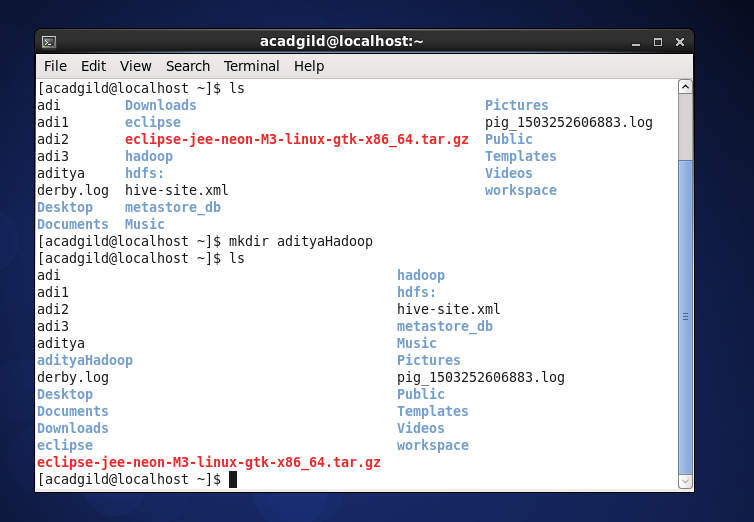 acadgild@localhost:~
File Edit View Search Terminal Help
[acadgild@localhost ~]$ ls
adi Downloads Pictures
adi1 eclipse pig_1503252606883.log
adi2 eclipse-jee-neon-M3-linux-gtk-x86_64.tar.gz Public
adi3 hadoop Templates
aditya hdfs: Videos
derby.log hive-site.xml workspace
Desktop metastore_db
Documents Music
[acadgild@localhost ~]$ mkdir adityaHadoop
[acadgild@localhost ~]$ ls
adi hadoop
adi1 hdfs:
adi2 hive-site.xml
adi3 metastore_db
aditya Music
adityaHadoop Pictures
derby.log pig_1503252606883.log
Desktop Public
Documents Templates
Downloads Videos
eclipse workspace
eclipse-jee-neon-M3-linux-gtk-x86_64.tar.gz
[acadgild@localhost ~]$